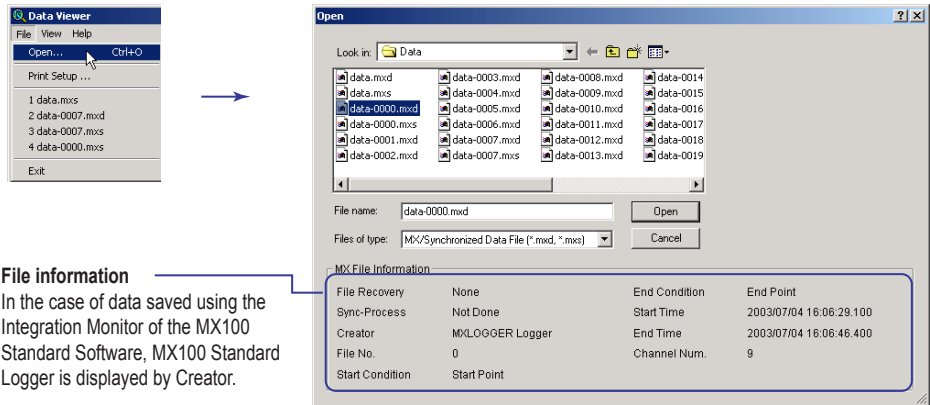 Data Viewer
File View Help
Open... Ctrl+O
Print Setup ...
1 data.mxs
2 data-0007.mxd
3 data-0007.mxs
4 data-0000.mxs
Exit
Open
Look in: Data
data.mxd data-0003.mxd data-0008.mxd data-0014
data.mxs data-0004.mxd data-0009.mxd data-0015
data-0000.mxd data-0005.mxd data-0010.mxd data-0016
data-0000.mxs data-0006.mxd data-0011.mxd data-0017
data-0001.mxd data-0007.mxd data-0012.mxd data-0018
data-0002.mxd data-0007.mxs data-0013.mxd data-0019
File name: data-0000.mxd Open
Files of type: MX/Synchronized Data File (*.mxd, *.mxs) Cancel
MX File Information
File Recovery None End Condition End Point
Sync-Process Not Done Start Time 2003/07/04 16:06:29.100
Creator MXLOGGER Logger End Time 2003/07/04 16:06:46.400
File No. 0 Channel Num. 9
Start Condition Start Point
File information
In the case of data saved using the
Integration Monitor of the MX100
Standard Software, MX100 Standard
Logger is displayed by Creator.